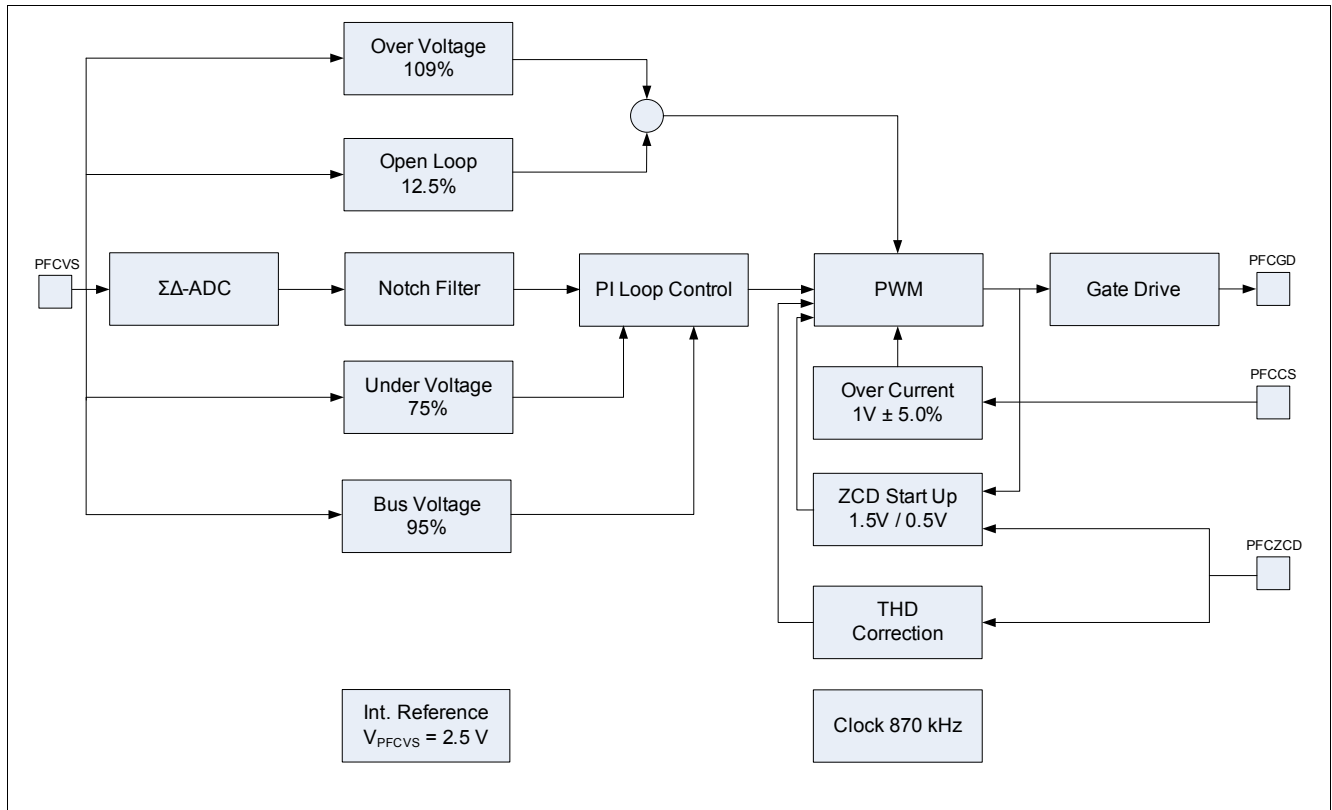 Over Voltage
109%
Open Loop
12.5%
PFCVS
ΣΔ-ADC
Notch Filter
PI Loop Control
PWM
Gate Drive
PFCGD
Under Voltage
75%
Over Current
1V ± 5.0%
PFCCS
Bus Voltage
95%
ZCD Start Up
1.5V / 0.5V
PFCZCD
THD
Correction
Int. Reference
VPFCVS = 2.5 V
Clock 870 kHz